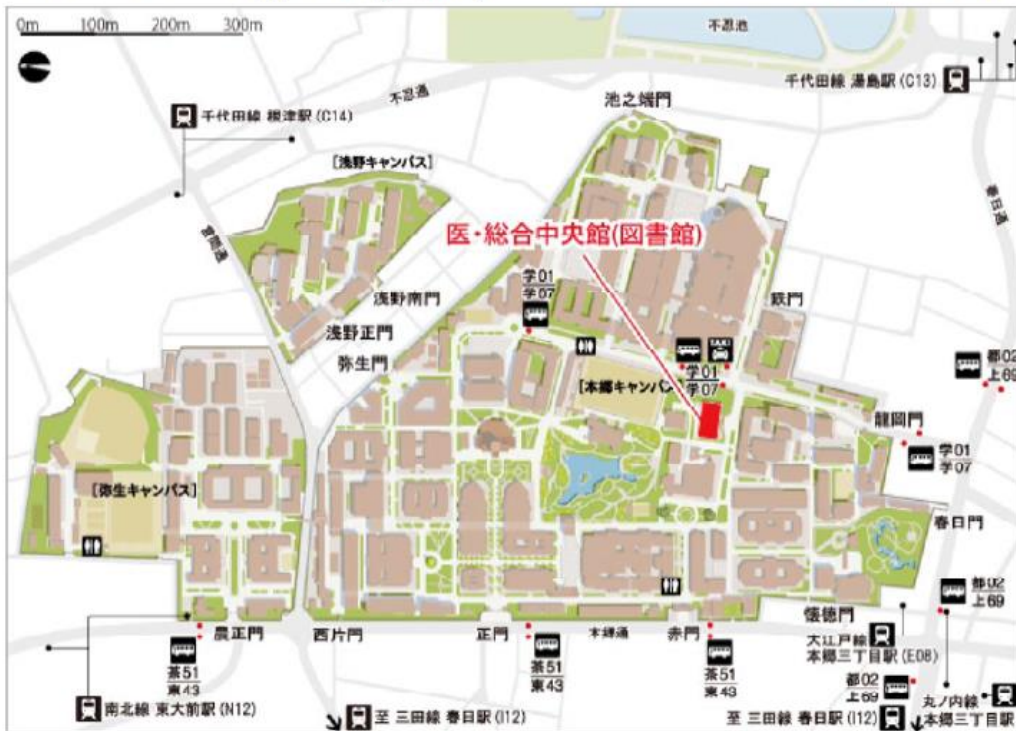 0m 100m 200m 300m
不忍池
千代田線 湯島駅(C13)
不忍通
池之端門
千代田線 根津駅(C14)
[浅野キャンパス]
春日通
言問通
医・総合中央館(図書館)
学01
学07
浅野南門
鉄門
浅野正門
弥生門
TAXI
[本郷キャンパス]
学01
学07
都02
上69
龍岡門
学01
学07
[弥生キャンパス]
春日門
都02
上69
懐徳門
農正門
西片門
正門
本郷通
赤門
大江戸線
本郷三丁目駅(E08)
茶51
東43
茶51
東43
茶51
東43
都02
上69
丸ノ内線
本郷三丁目駅
南北線 東大前駅(N12)
至 三田線 春日駅(I12)
至 三田線 春日駅(I12)